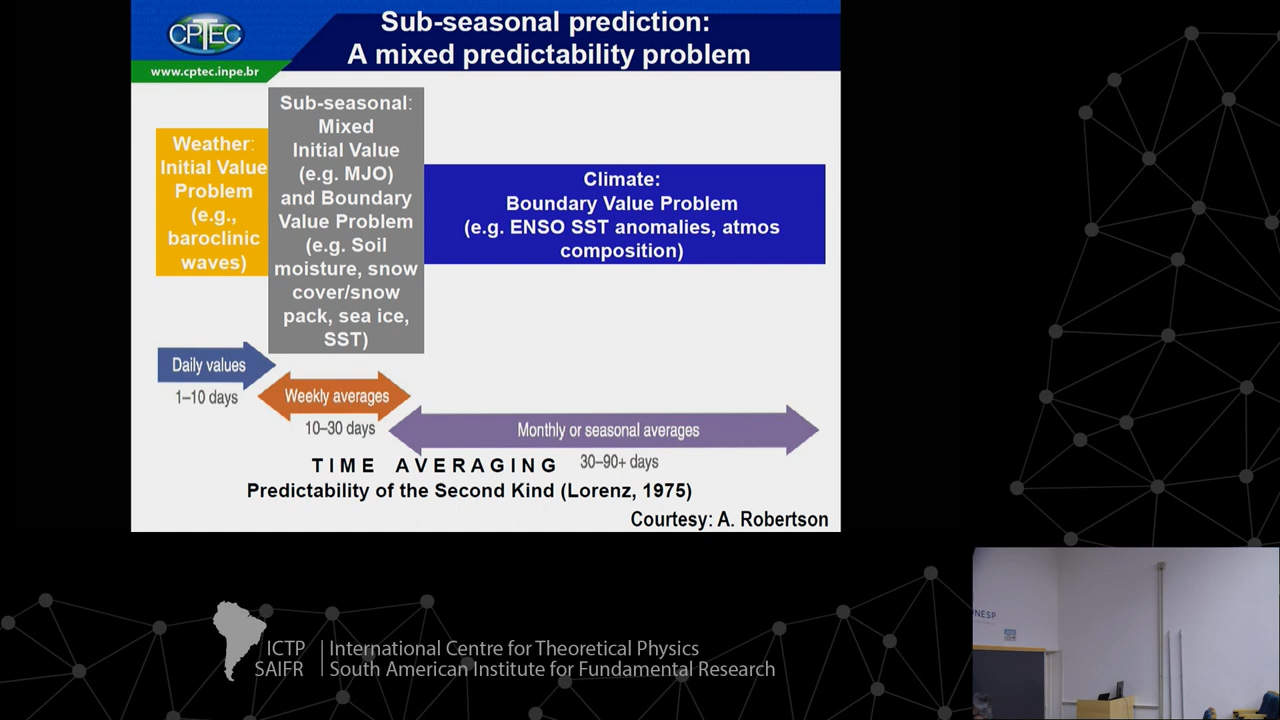 CPTEC
www.cptec.inpe.br
Sub-seasonal prediction:
A mixed predictability problem
Weather:
Initial Value
Problem
(e.g.,
baroclinic
waves)
Sub-seasonal:
Mixed
Initial Value
(e.g. MJO)
and Boundary
Value Problem
(e.g. Soil
moisture, snow
cover/snow
pack, sea ice,
SST)
Climate:
Boundary Value Problem
(e.g. ENSO SST anomalies, atmos
composition)
Daily values
1–10 days
Weekly averages
10–30 days
Monthly or seasonal averages
30–90+ days
TIME AVERAGING
Predictability of the Second Kind (Lorenz, 1975)
Courtesy: A. Robertson
ICTP
SAIFR
International Centre for Theoretical Physics
South American Institute for Fundamental Research